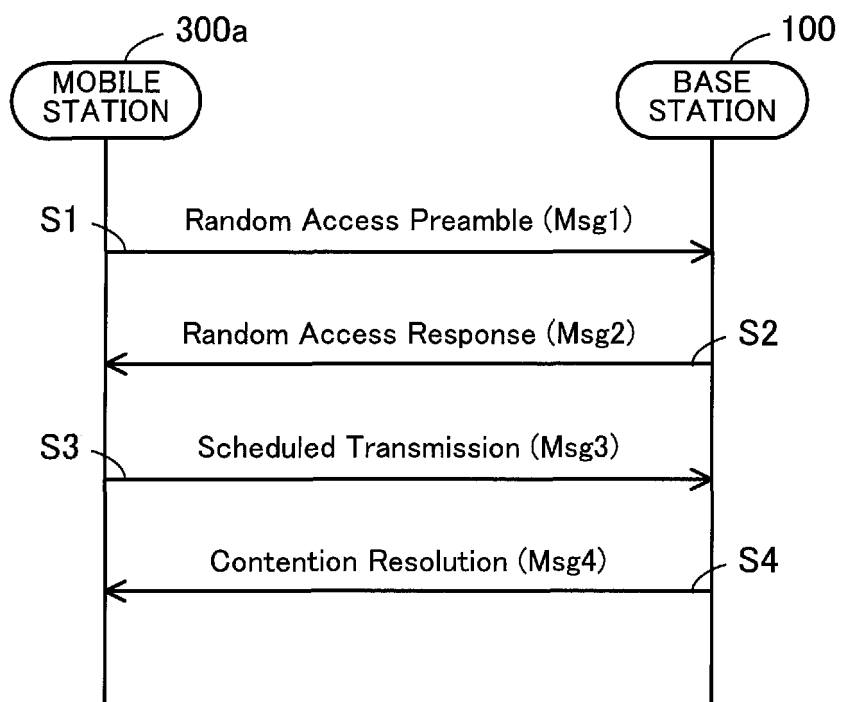 300a
100
MOBILE
STATION
BASE
STATION
S1
Random Access Preamble (Msg1)
Random Access Response (Msg2)
S2
S3
Scheduled Transmission (Msg3)
Contention Resolution (Msg4)
S4